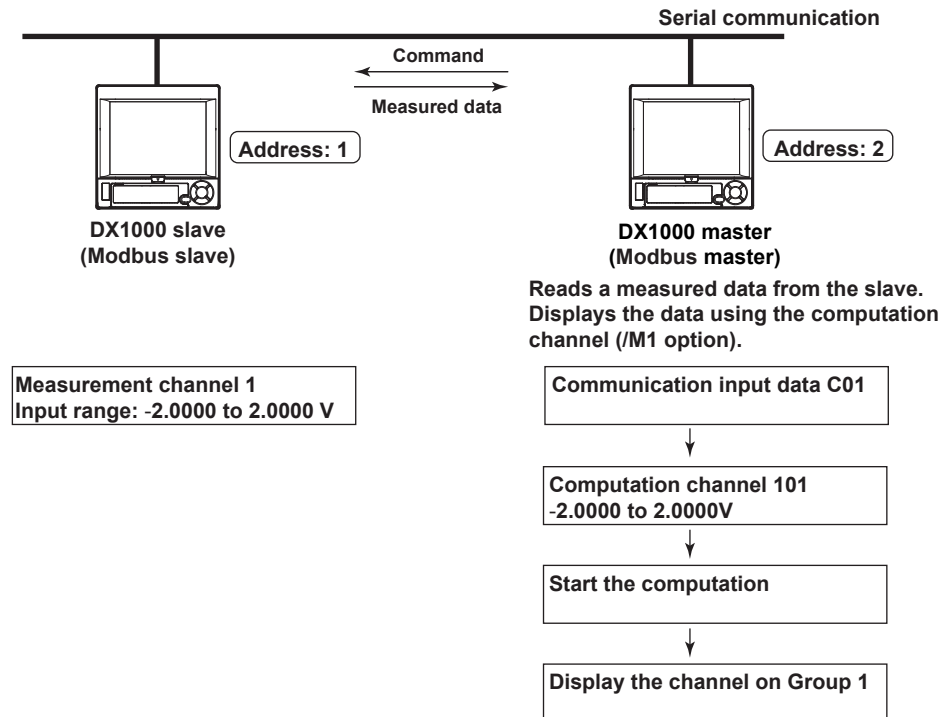 Serial communication
Command
Measured data
Address: 1
Address: 2
DX1000 slave
(Modbus slave)
DX1000 master
(Modbus master)
Reads a measured data from the slave.
Displays the data using the computation
channel (/M1 option).
Measurement channel 1
Input range: -2.0000 to 2.0000 V
Communication input data C01
Computation channel 101
-2.0000 to 2.0000V
Start the computation
Display the channel on Group 1